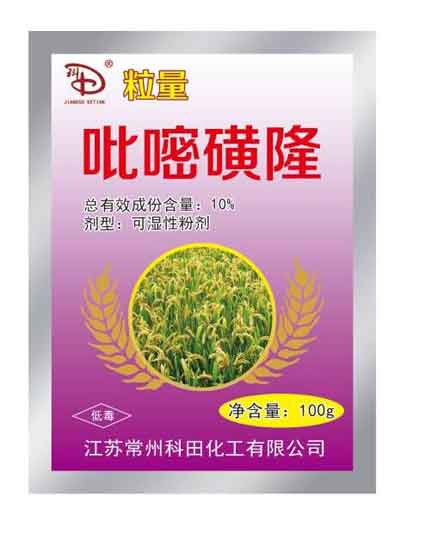 ®
JIANGSU KETIAN
粒量
吡嘧磺隆
总有效成份含量：10%
剂型：可湿性粉剂
低毒
净含量：100g
江苏常州科田化工有限公司